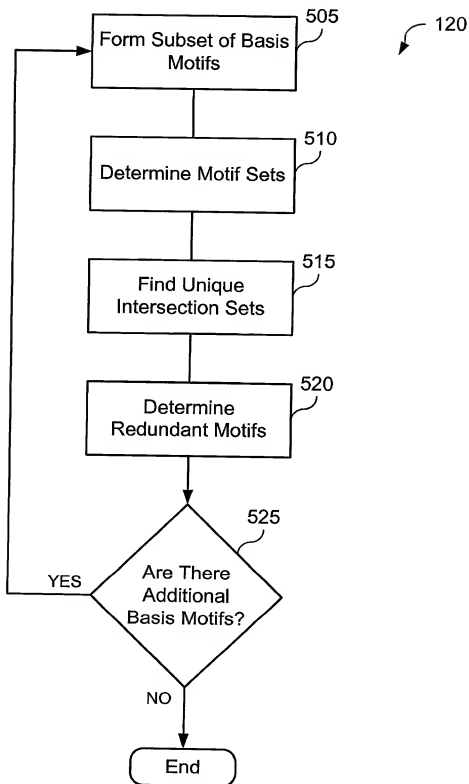 505
120
Form Subset of Basis
Motifs
510
Determine Motif Sets
515
Find Unique
Intersection Sets
520
Determine
Redundant Motifs
525
Are There
Additional
Basis Motifs?
YES
NO
End